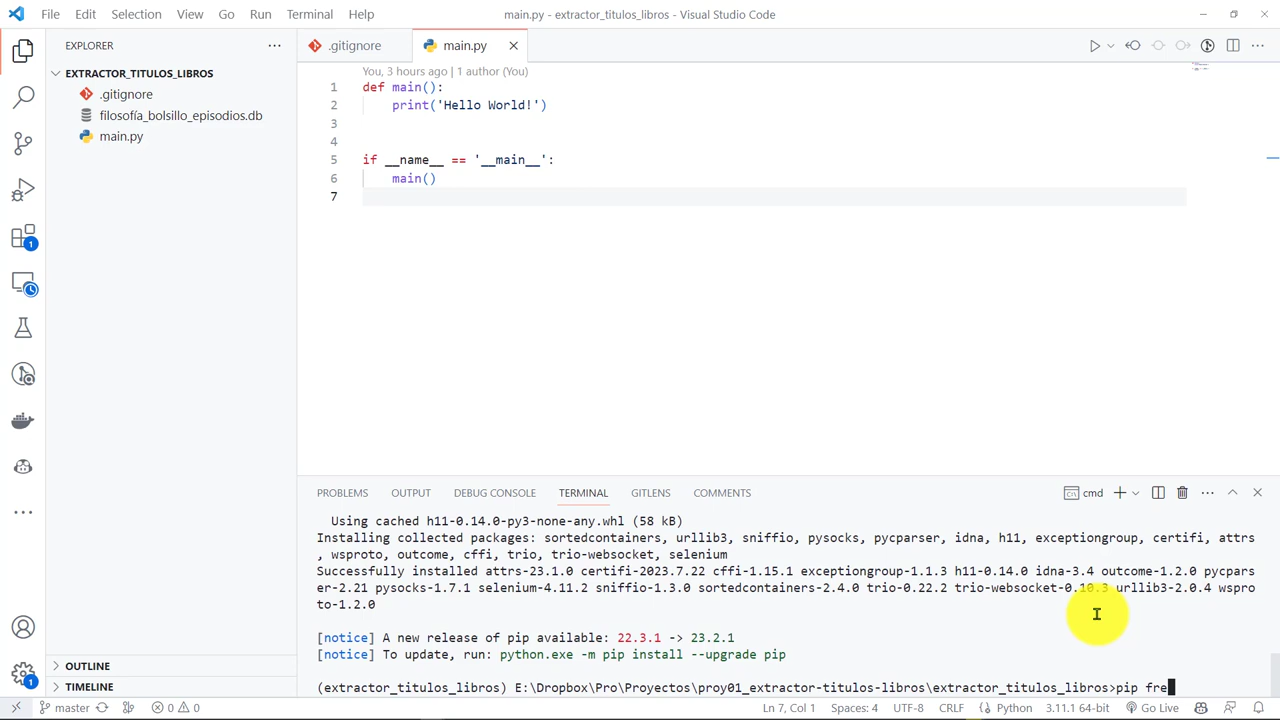 File Edit Selection View Go Run Terminal Help
main.py - extractor_titulos_libros - Visual Studio Code
EXPLORER
.gitignore
main.py
EXTRACTOR_TITULOS_LIBROS
.gitignore
filosofía_bolsillo_episodios.db
main.py
You, 3 hours ago | 1 author (You)
1 def main():
2 print('Hello World!')
3
4
5 if __name__ == '__main__':
6 main()
7
1
1
OUTLINE
TIMELINE
PROBLEMS OUTPUT DEBUG CONSOLE TERMINAL GITLENS COMMENTS
cmd
Using cached h11-0.14.0-py3-none-any.whl (58 kB)
Installing collected packages: sortedcontainers, urllib3, sniffio, pysocks, pycparser, idna, h11, exceptiongroup, certifi, attrs
, wsproto, outcome, cffi, trio, trio-websocket, selenium
Successfully installed attrs-23.1.0 certifi-2023.7.22 cffi-1.15.1 exceptiongroup-1.1.3 h11-0.14.0 idna-3.4 outcome-1.2.0 pycpars
er-2.21 pysocks-1.7.1 selenium-4.11.2 sniffio-1.3.0 sortedcontainers-2.4.0 trio-0.22.2 trio-websocket-0.10.3 urllib3-2.0.4 wspro
to-1.2.0
[notice] A new release of pip available: 22.3.1 -> 23.2.1
[notice] To update, run: python.exe -m pip install --upgrade pip
(extractor_titulos_libros) E:\Dropbox\Pro\Proyectos\proy01_extractor-titulos-libros\extractor_titulos_libros>pip fre
master 0 0 Ln 7, Col 1 Spaces: 4 UTF-8 CRLF Python 3.11.1 64-bit Go Live